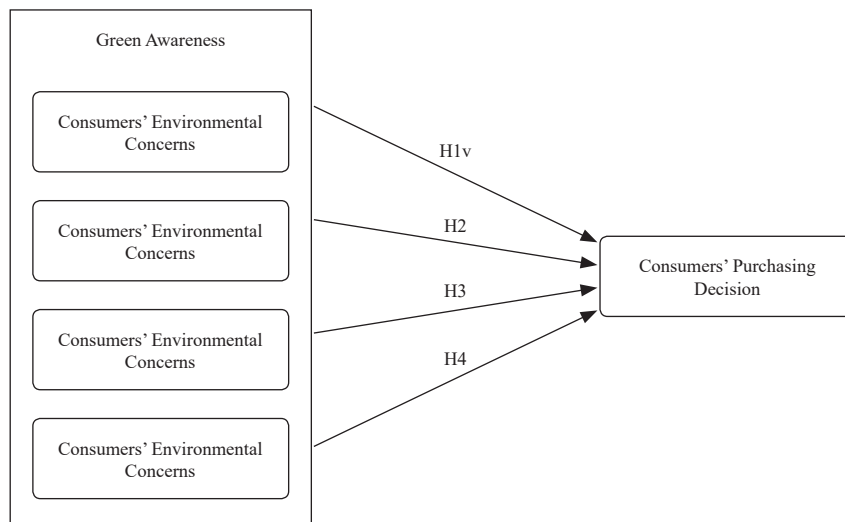 Green Awareness
Consumers’ Environmental
Concerns
H1v
Consumers’ Environmental
Concerns
H2
Consumers’ Purchasing
Decision
Consumers’ Environmental
Concerns
H3
H4
Consumers’ Environmental
Concerns